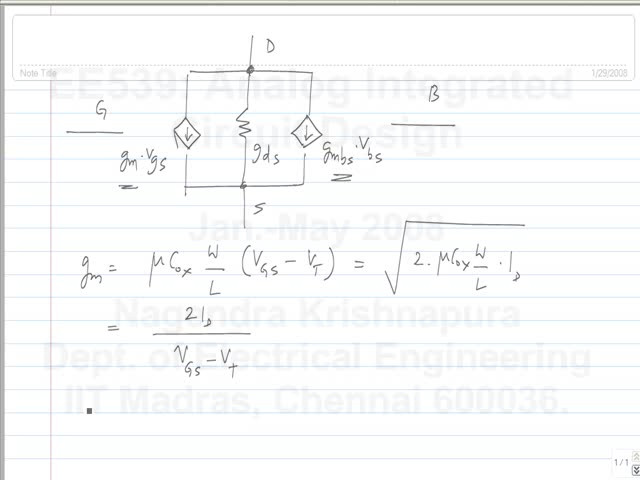 D
Note Title
1/29/2008
EE539: Analog Integrated
Circuit Design
G
B
gm·Vgs
gds
gmbs·Vbs
S
Jan.-May 2008
gm = μCox W/L (VGS − VT) = √(2·μCox W/L · ID)
Nagendra Krishnapura
= 2ID / (VGS − VT)
Dept. of Electrical Engineering
IIT Madras, Chennai 600036.
1/1